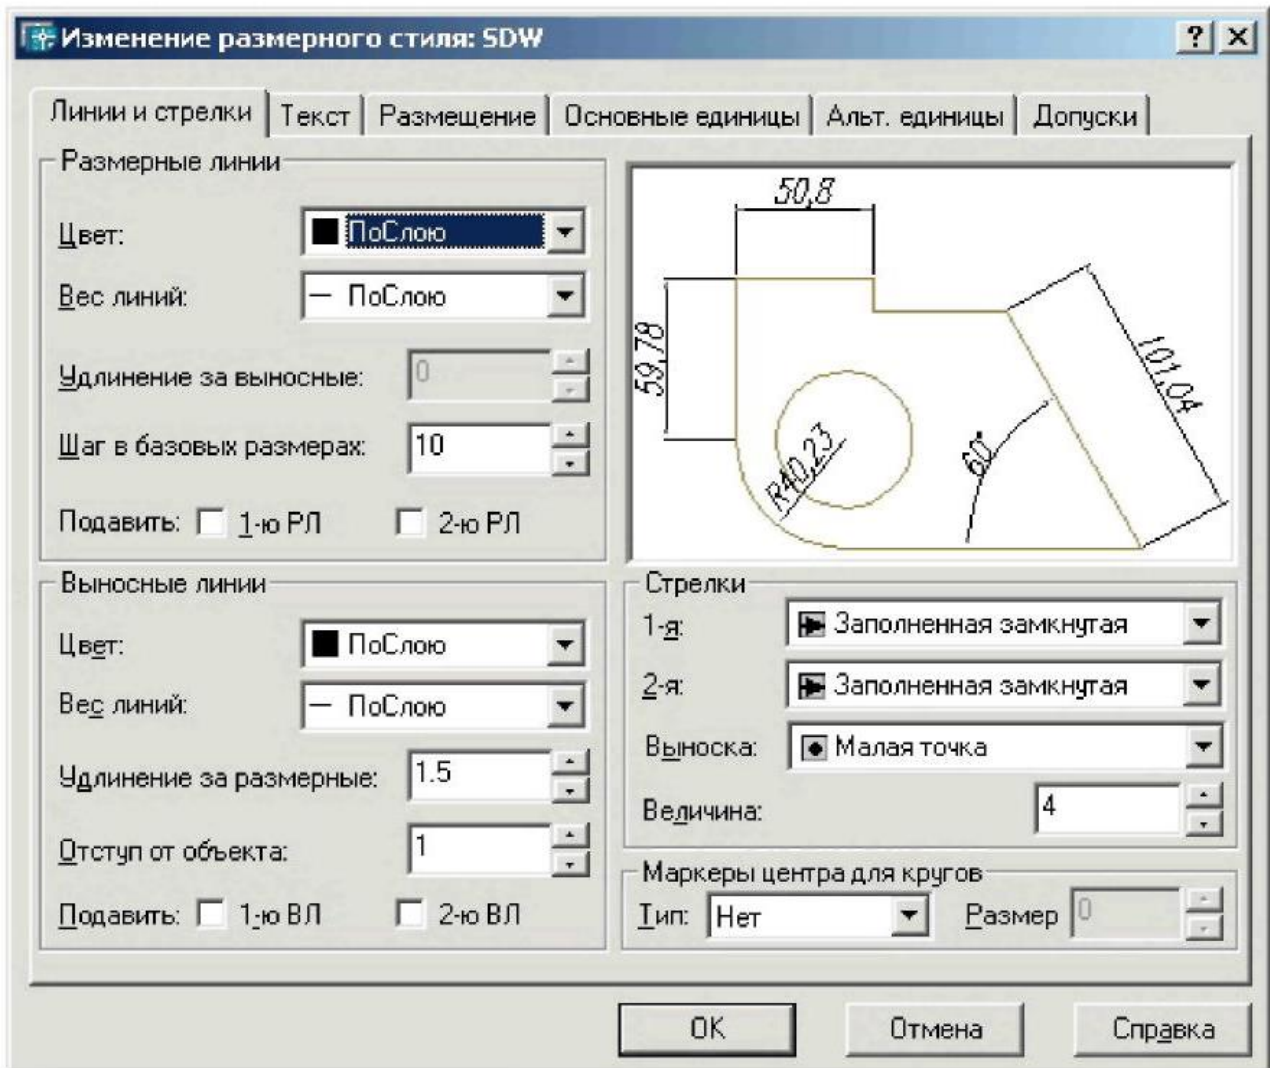 Изменение размерного стиля: SDW
Линии и стрелки
Текст
Размещение
Основные единицы
Альт. единицы
Допуски
Размерные линии
Цвет: ПоСлою
Вес линий: ПоСлою
Удлинение за выносные: 0
Шаг в базовых размерах: 10
Подавить: 1-ю РЛ 2-ю РЛ
50,8
59,78
R40,23
60°
101,04
Выносные линии
Цвет: ПоСлою
Вес линий: ПоСлою
Удлинение за размерные: 1.5
Отступ от объекта: 1
Подавить: 1-ю ВЛ 2-ю ВЛ
Стрелки
1-я: Заполненная замкнутая
2-я: Заполненная замкнутая
Выноска: Малая точка
Величина: 4
Маркеры центра для кругов
Тип: Нет Размер 0
OK
Отмена
Справка